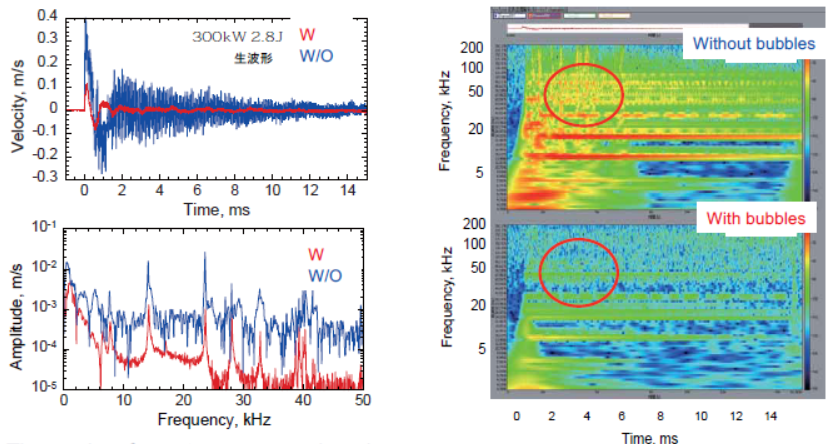 0.4
0.3
0.2
0.1
0
-0.1
-0.2
-0.3
Velocity, m/s
300kW 2.8J
生波形
W
W/O
0 2 4 6 8 10 12 14
Time, ms
10-1
10-2
10-3
10-4
10-5
Amplitude, m/s
W
W/O
0 10 20 30 40 50
Frequency, kHz
200
100
50
20
5
Frequency, kHz
Without bubbles
200
100
50
20
5
Frequency, kHz
With bubbles
0 2 4 6 8 10 12 14
Time, ms